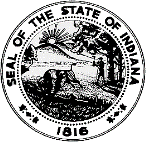 SEAL OF THE STATE OF INDIANA
1816